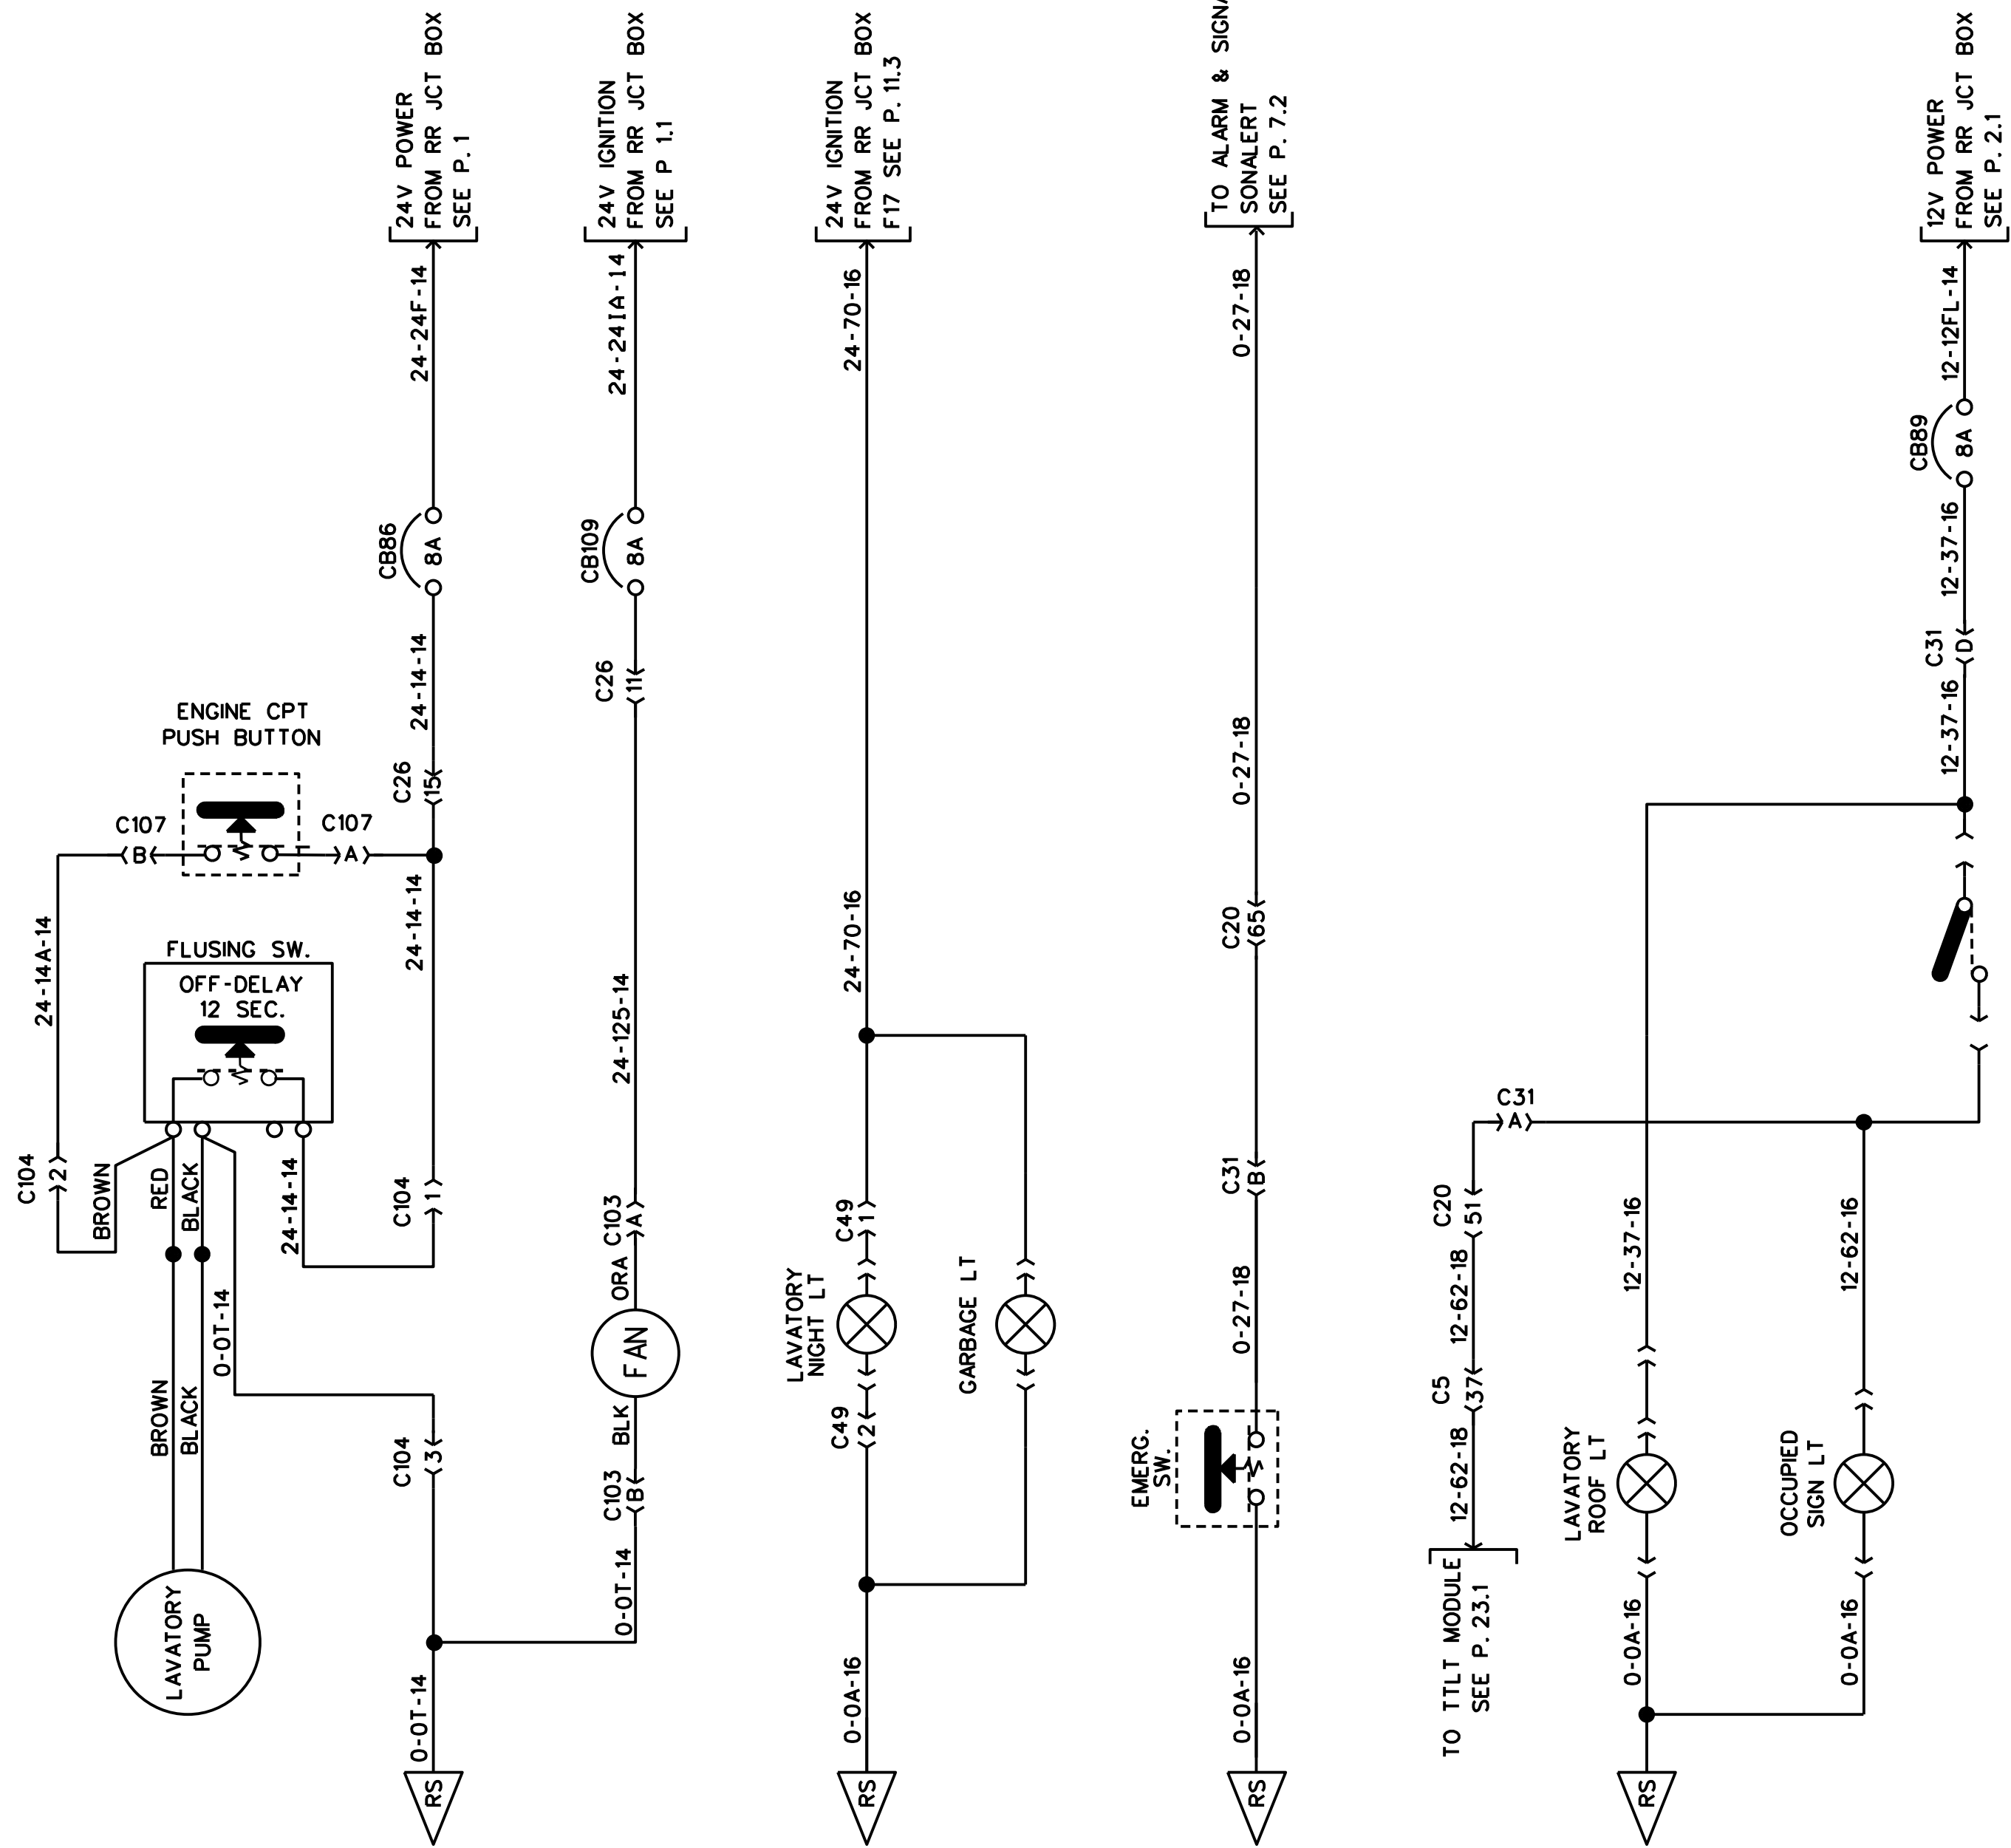 24V POWER
FROM RR JCT BOX
SEE P. 1
24V IGNITION
FROM RR JCT BOX
SEE P 1.1
24V IGNITION
FROM RR JCT BOX
F17 SEE P. 11.3
TO ALARM &
SONALERT
SEE P. 7.2
12V POWER
FROM RR JCT BOX
SEE P. 2.1
24-24F-14
24-24IA-14
24-70-16
0-27-18
12-12FL-14
CB89
8A
CB86
8A
CB109
8A
12-37-16
24-14-14
C26
11
C31
D
ENGINE CPT
PUSH BUTTON
C26
15
0-27-18
12-37-16
C107
B
C107
A
24-14A-14
24-14-14
24-70-16
C20
65
FLUSING SW.
OFF-DELAY
12 SEC.
24-125-14
C31
A
C104
2
BROWN
RED
BLACK
24-14-14
C104
1
C103
A
C49
1
C31
B
C20
51
12-37-16
12-62-16
0-0T-14
ORA
FAN
BLK
LAVATORY
NIGHT LT
GARBAGE LT
0-27-18
12-62-18
BROWN
BLACK
C104
3
C103
B
C49
2
C5
37
EMERG.
SW.
12-62-18
LAVATORY
ROOF LT
OCCUPIED
SIGN LT
LAVATORY
PUMP
0-0T-14
TO TTLT MODULE
SEE P. 23.1
0-0A-16
0-0A-16
0-0T-14
0-0A-16
0-0A-16
RS
RS
RS
RS